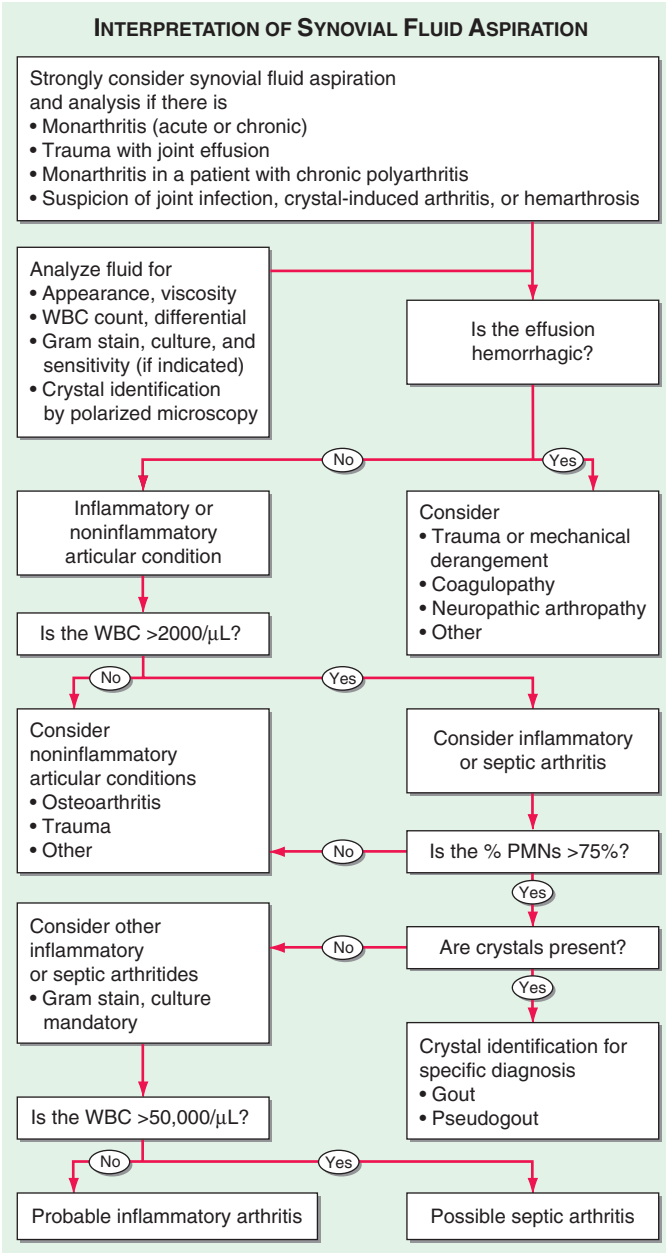 INTERPRETATION OF SYNOVIAL FLUID ASPIRATION
Strongly consider synovial fluid aspiration
and analysis if there is
• Monarthritis (acute or chronic)
• Trauma with joint effusion
• Monarthritis in a patient with chronic polyarthritis
• Suspicion of joint infection, crystal-induced arthritis, or hemarthrosis
Analyze fluid for
• Appearance, viscosity
• WBC count, differential
• Gram stain, culture, and
sensitivity (if indicated)
• Crystal identification
by polarized microscopy
Is the effusion
hemorrhagic?
No
Yes
Inflammatory or
noninflammatory
articular condition
Consider
• Trauma or mechanical
derangement
• Coagulopathy
• Neuropathic arthropathy
• Other
Is the WBC >2000/μL?
No
Yes
Consider
noninflammatory
articular conditions
• Osteoarthritis
• Trauma
• Other
Consider inflammatory
or septic arthritis
No
Is the % PMNs >75%?
Yes
Consider other
inflammatory
or septic arthritides
• Gram stain, culture
mandatory
No
Are crystals present?
Yes
Crystal identification for
specific diagnosis
• Gout
• Pseudogout
Is the WBC >50,000/μL?
No
Yes
Probable inflammatory arthritis
Possible septic arthritis